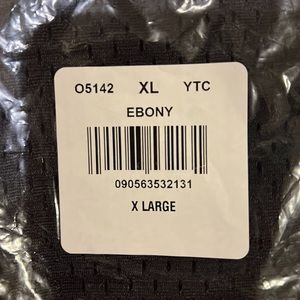 O5142 XL YTC
EBONY
090563532131
X LARGE